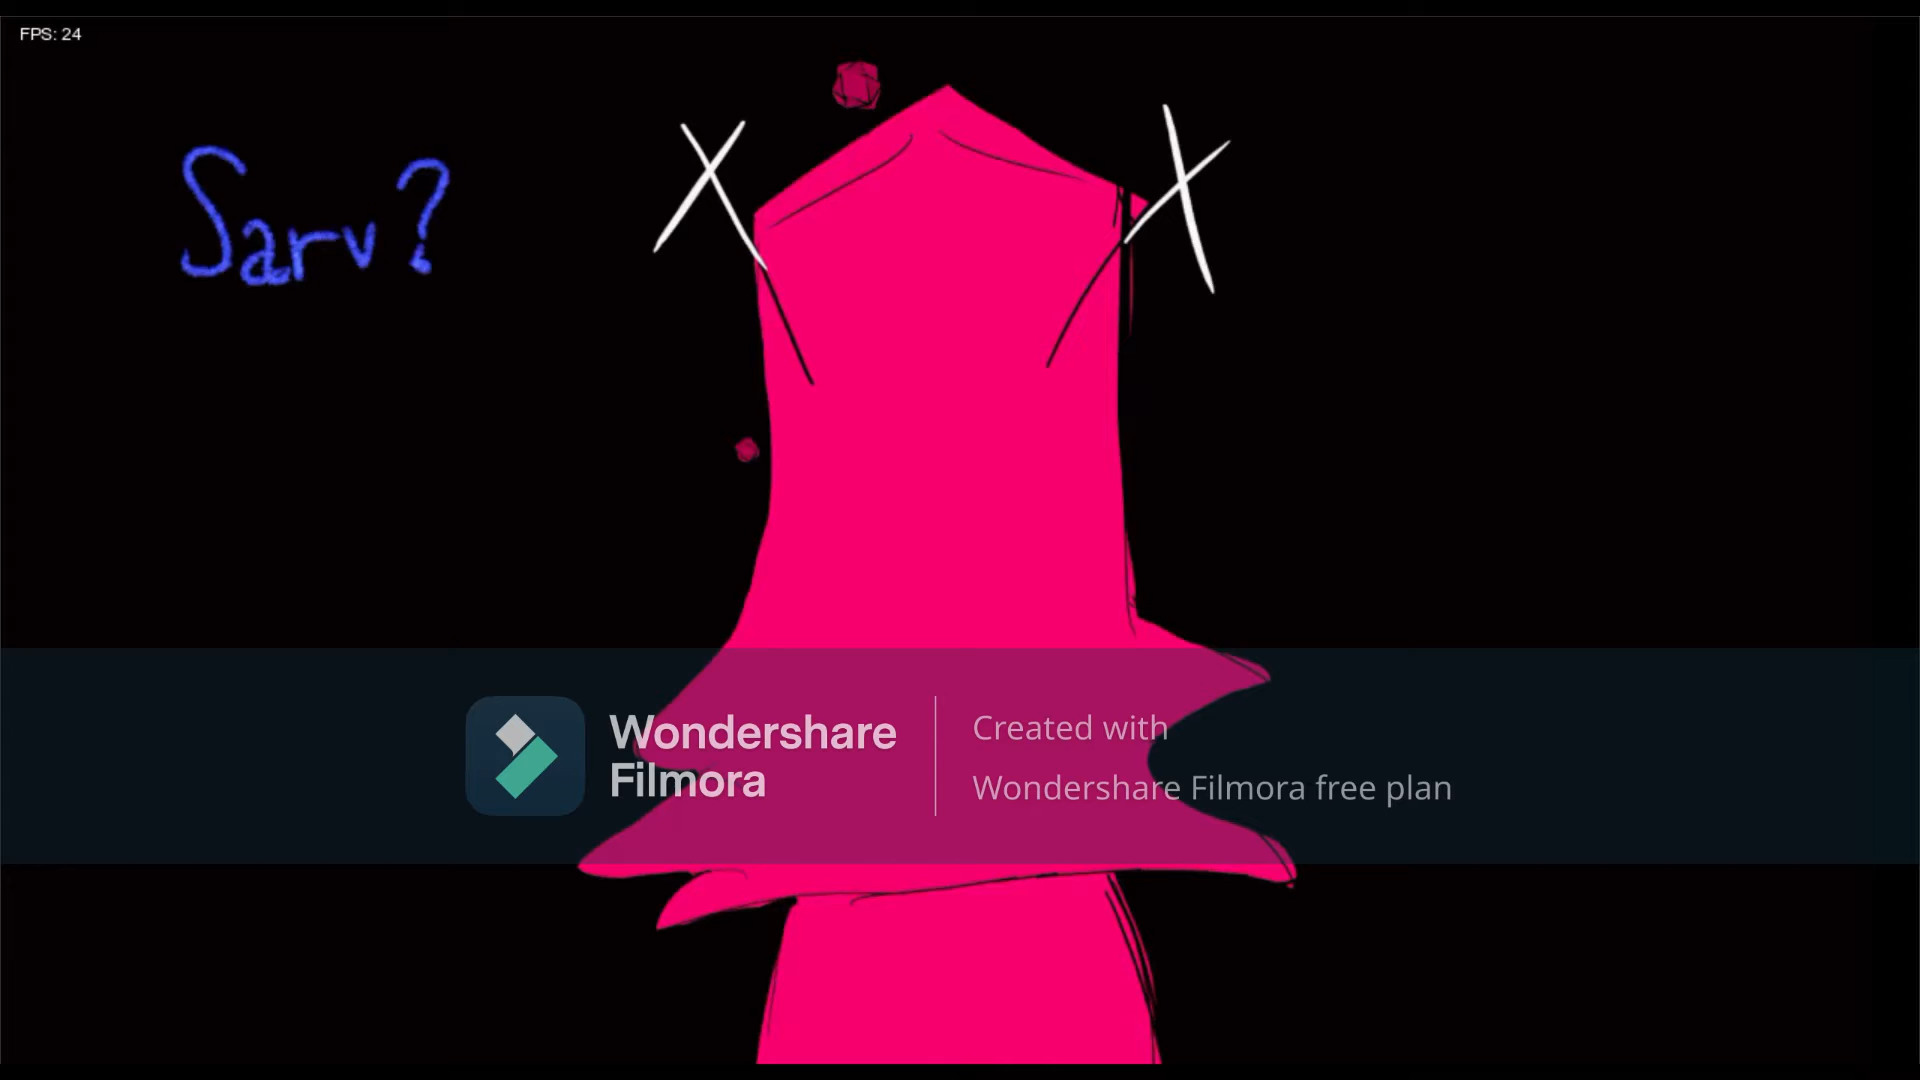 FPS: 24
Sarv?
Wondershare
Filmora
Created with
Wondershare Filmora free plan